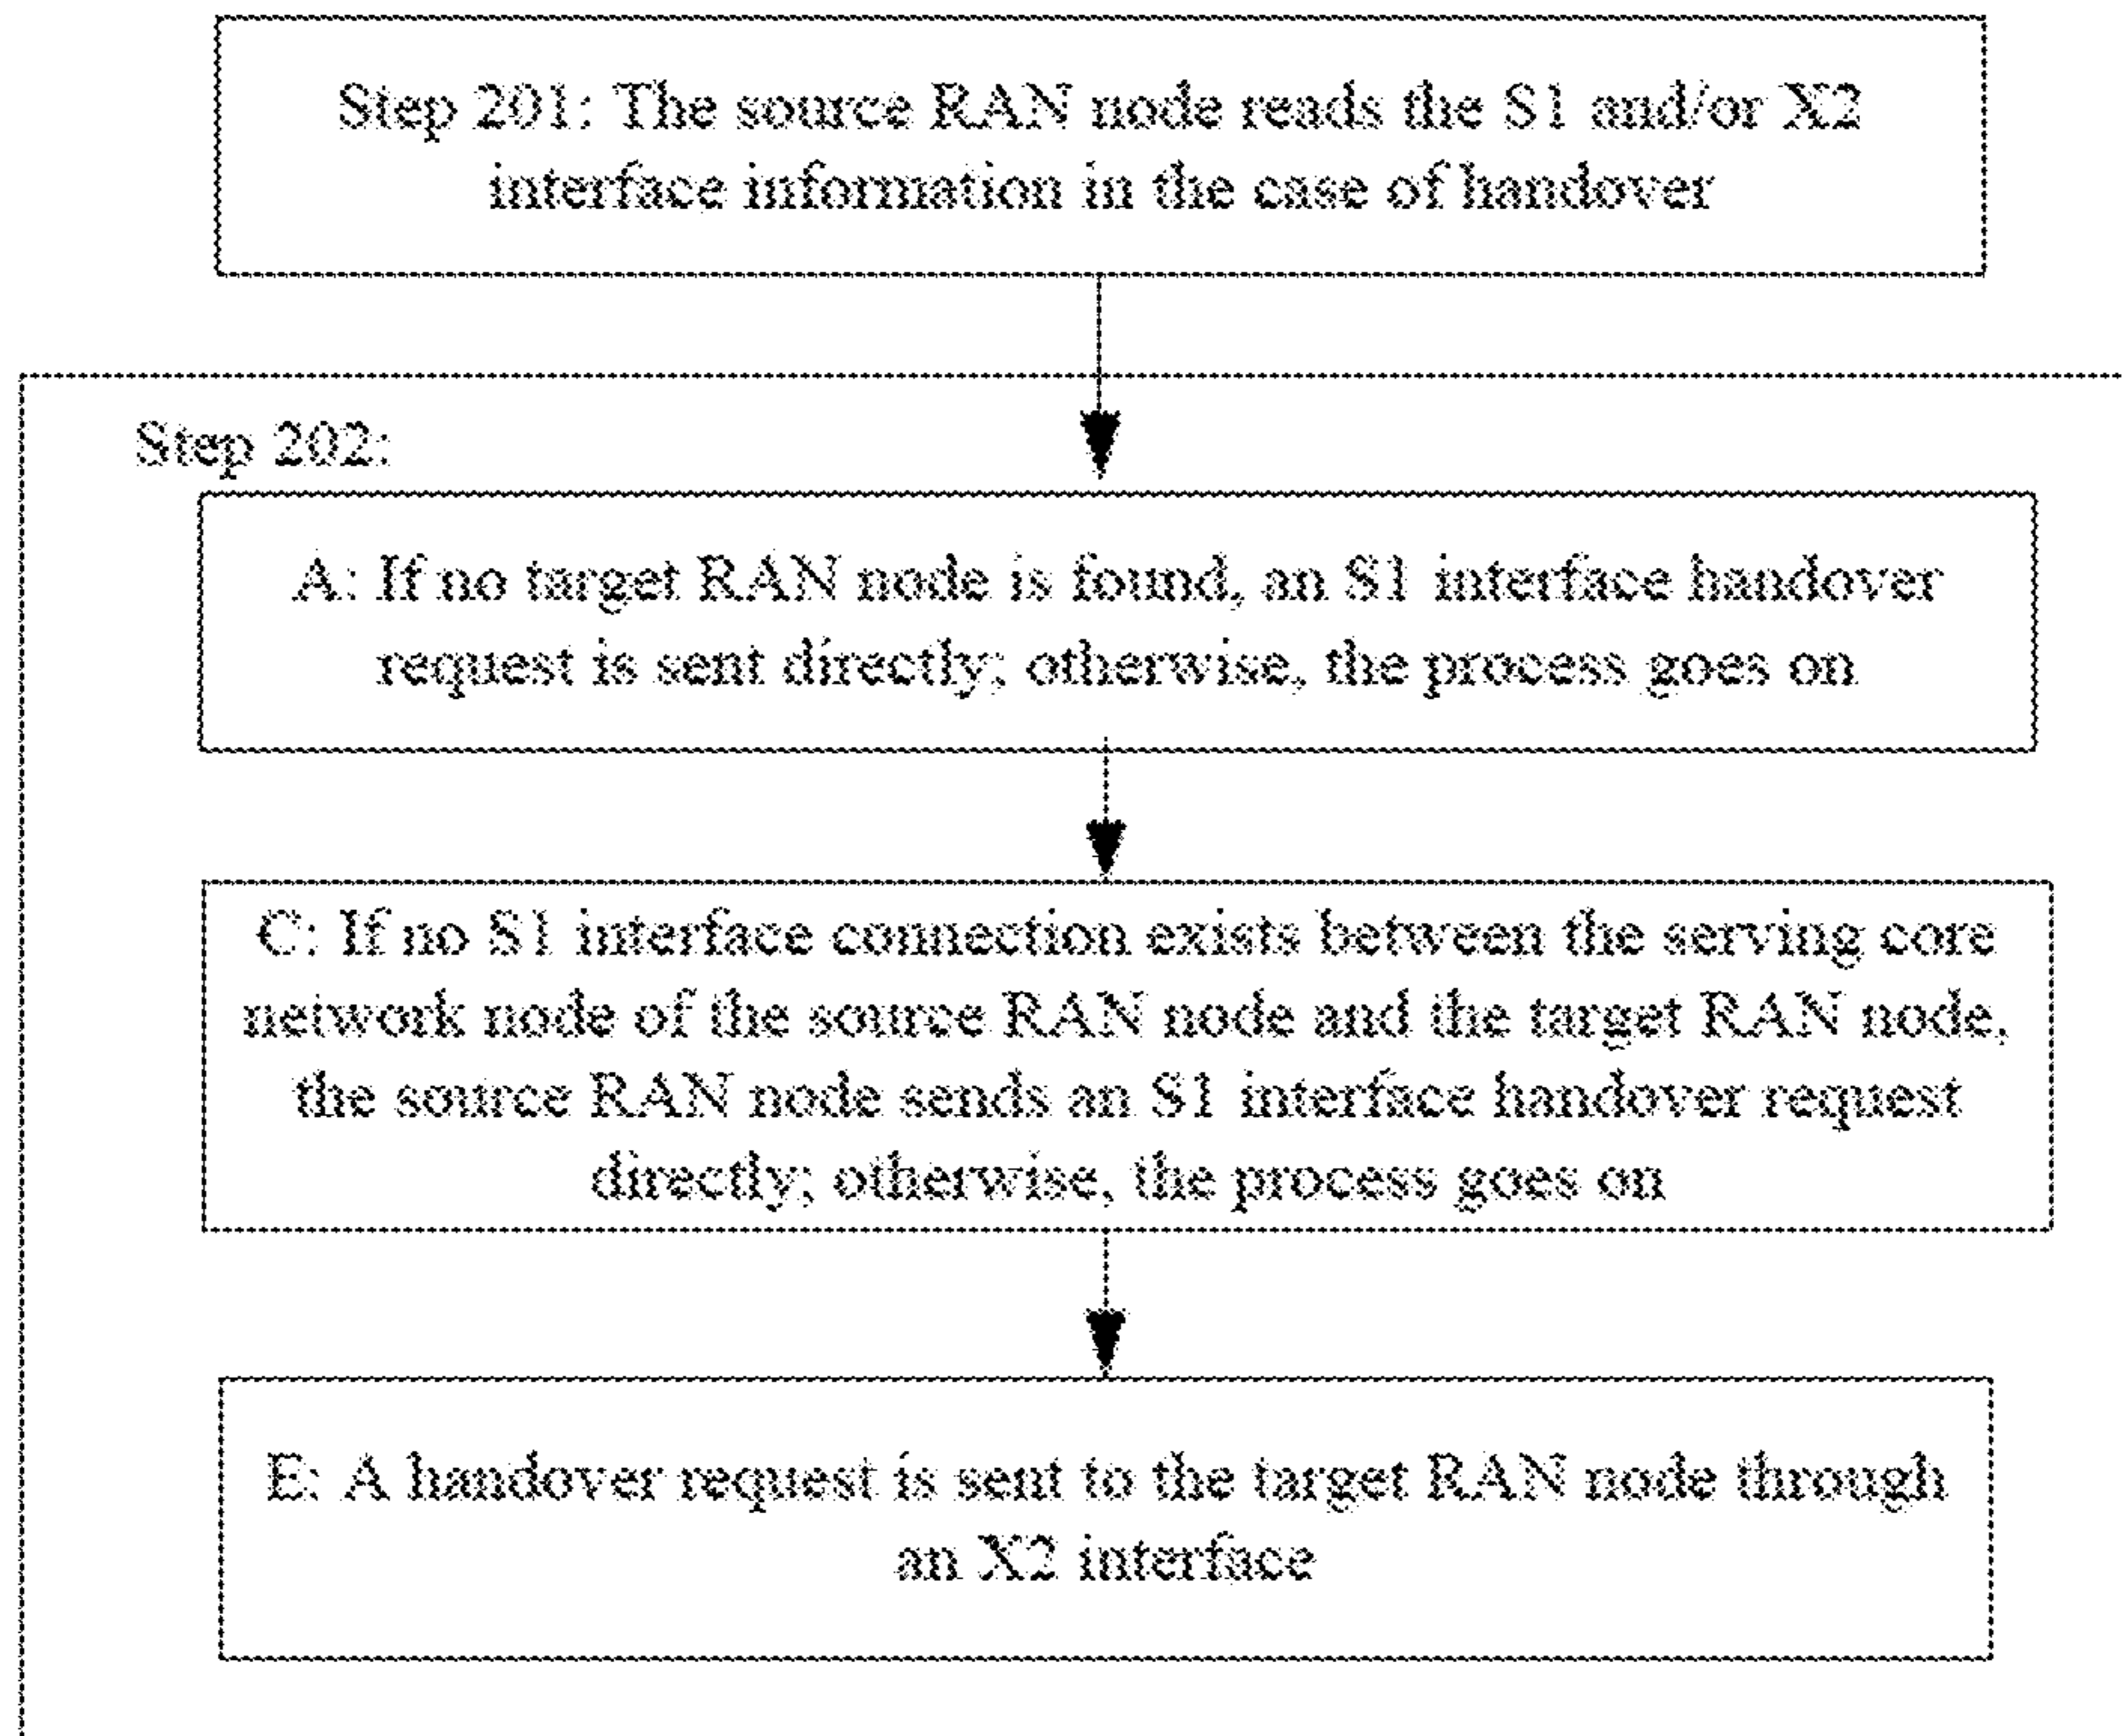 Step 201: The source RAN node reads the S1 and/or X2
interface information in the case of handover
Step 202:
A: If no target RAN node is found, an S1 interface handover
request is sent directly; otherwise, the process goes on
C: If no S1 interface connection exists between the serving core
network node of the source RAN node and the target RAN node,
the source RAN node sends an S1 interface handover request
directly; otherwise, the process goes on
E: A handover request is sent to the target RAN node through
an X2 interface